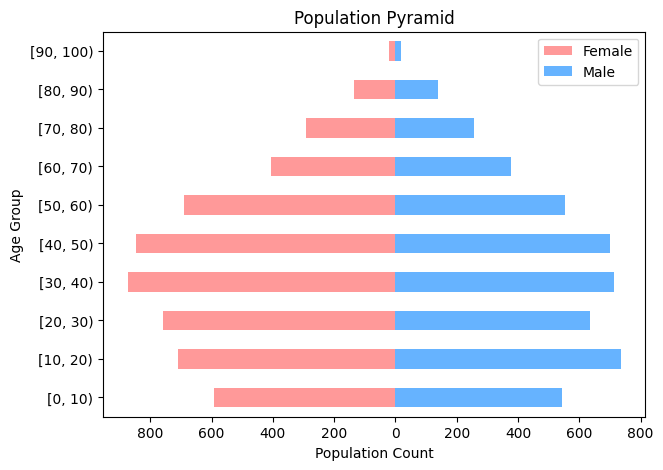 Population Pyramid
Female
Male
Age Group
[90, 100)
[80, 90)
[70, 80)
[60, 70)
[50, 60)
[40, 50)
[30, 40)
[20, 30)
[10, 20)
[0, 10)
800 600 400 200 0 200 400 600 800
Population Count